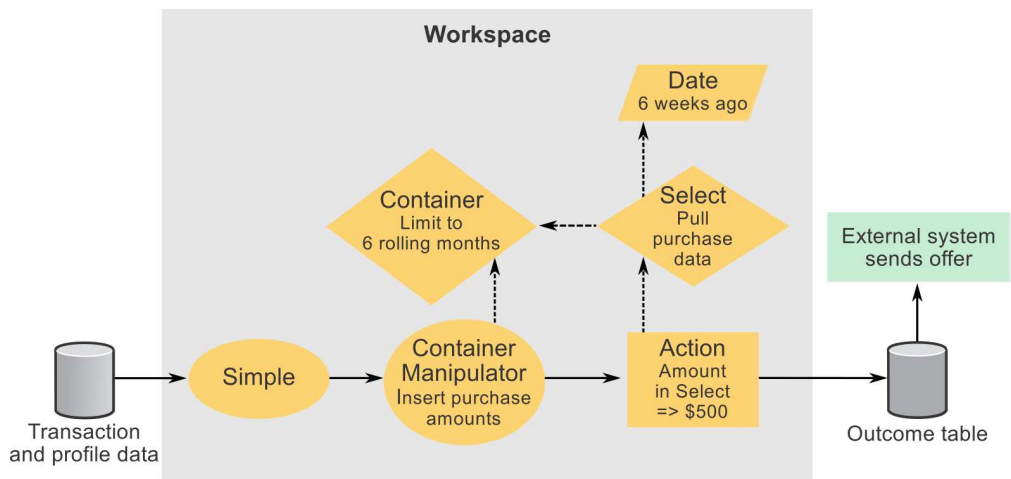 Workspace
Date
6 weeks ago
Container
Limit to
6 rolling months
Select
Pull
purchase
data
External system
sends offer
Transaction
and profile data
Simple
Container
Manipulator
Insert purchase
amounts
Action
Amount
in Select
=> $500
Outcome table